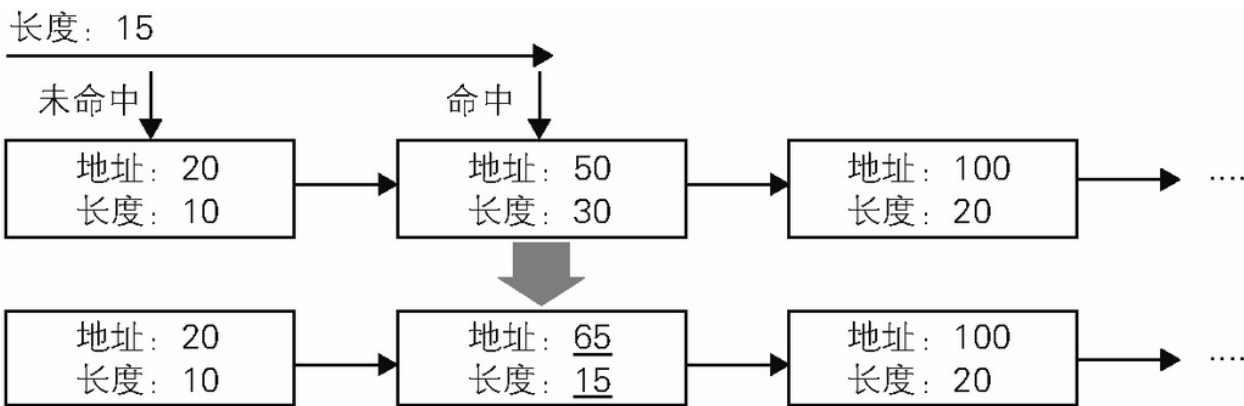 长度：15
未命中
命中
地址：20
长度：10
地址：50
长度：30
地址：100
长度：20
....
地址：20
长度：10
地址：65
长度：15
地址：100
长度：20
....